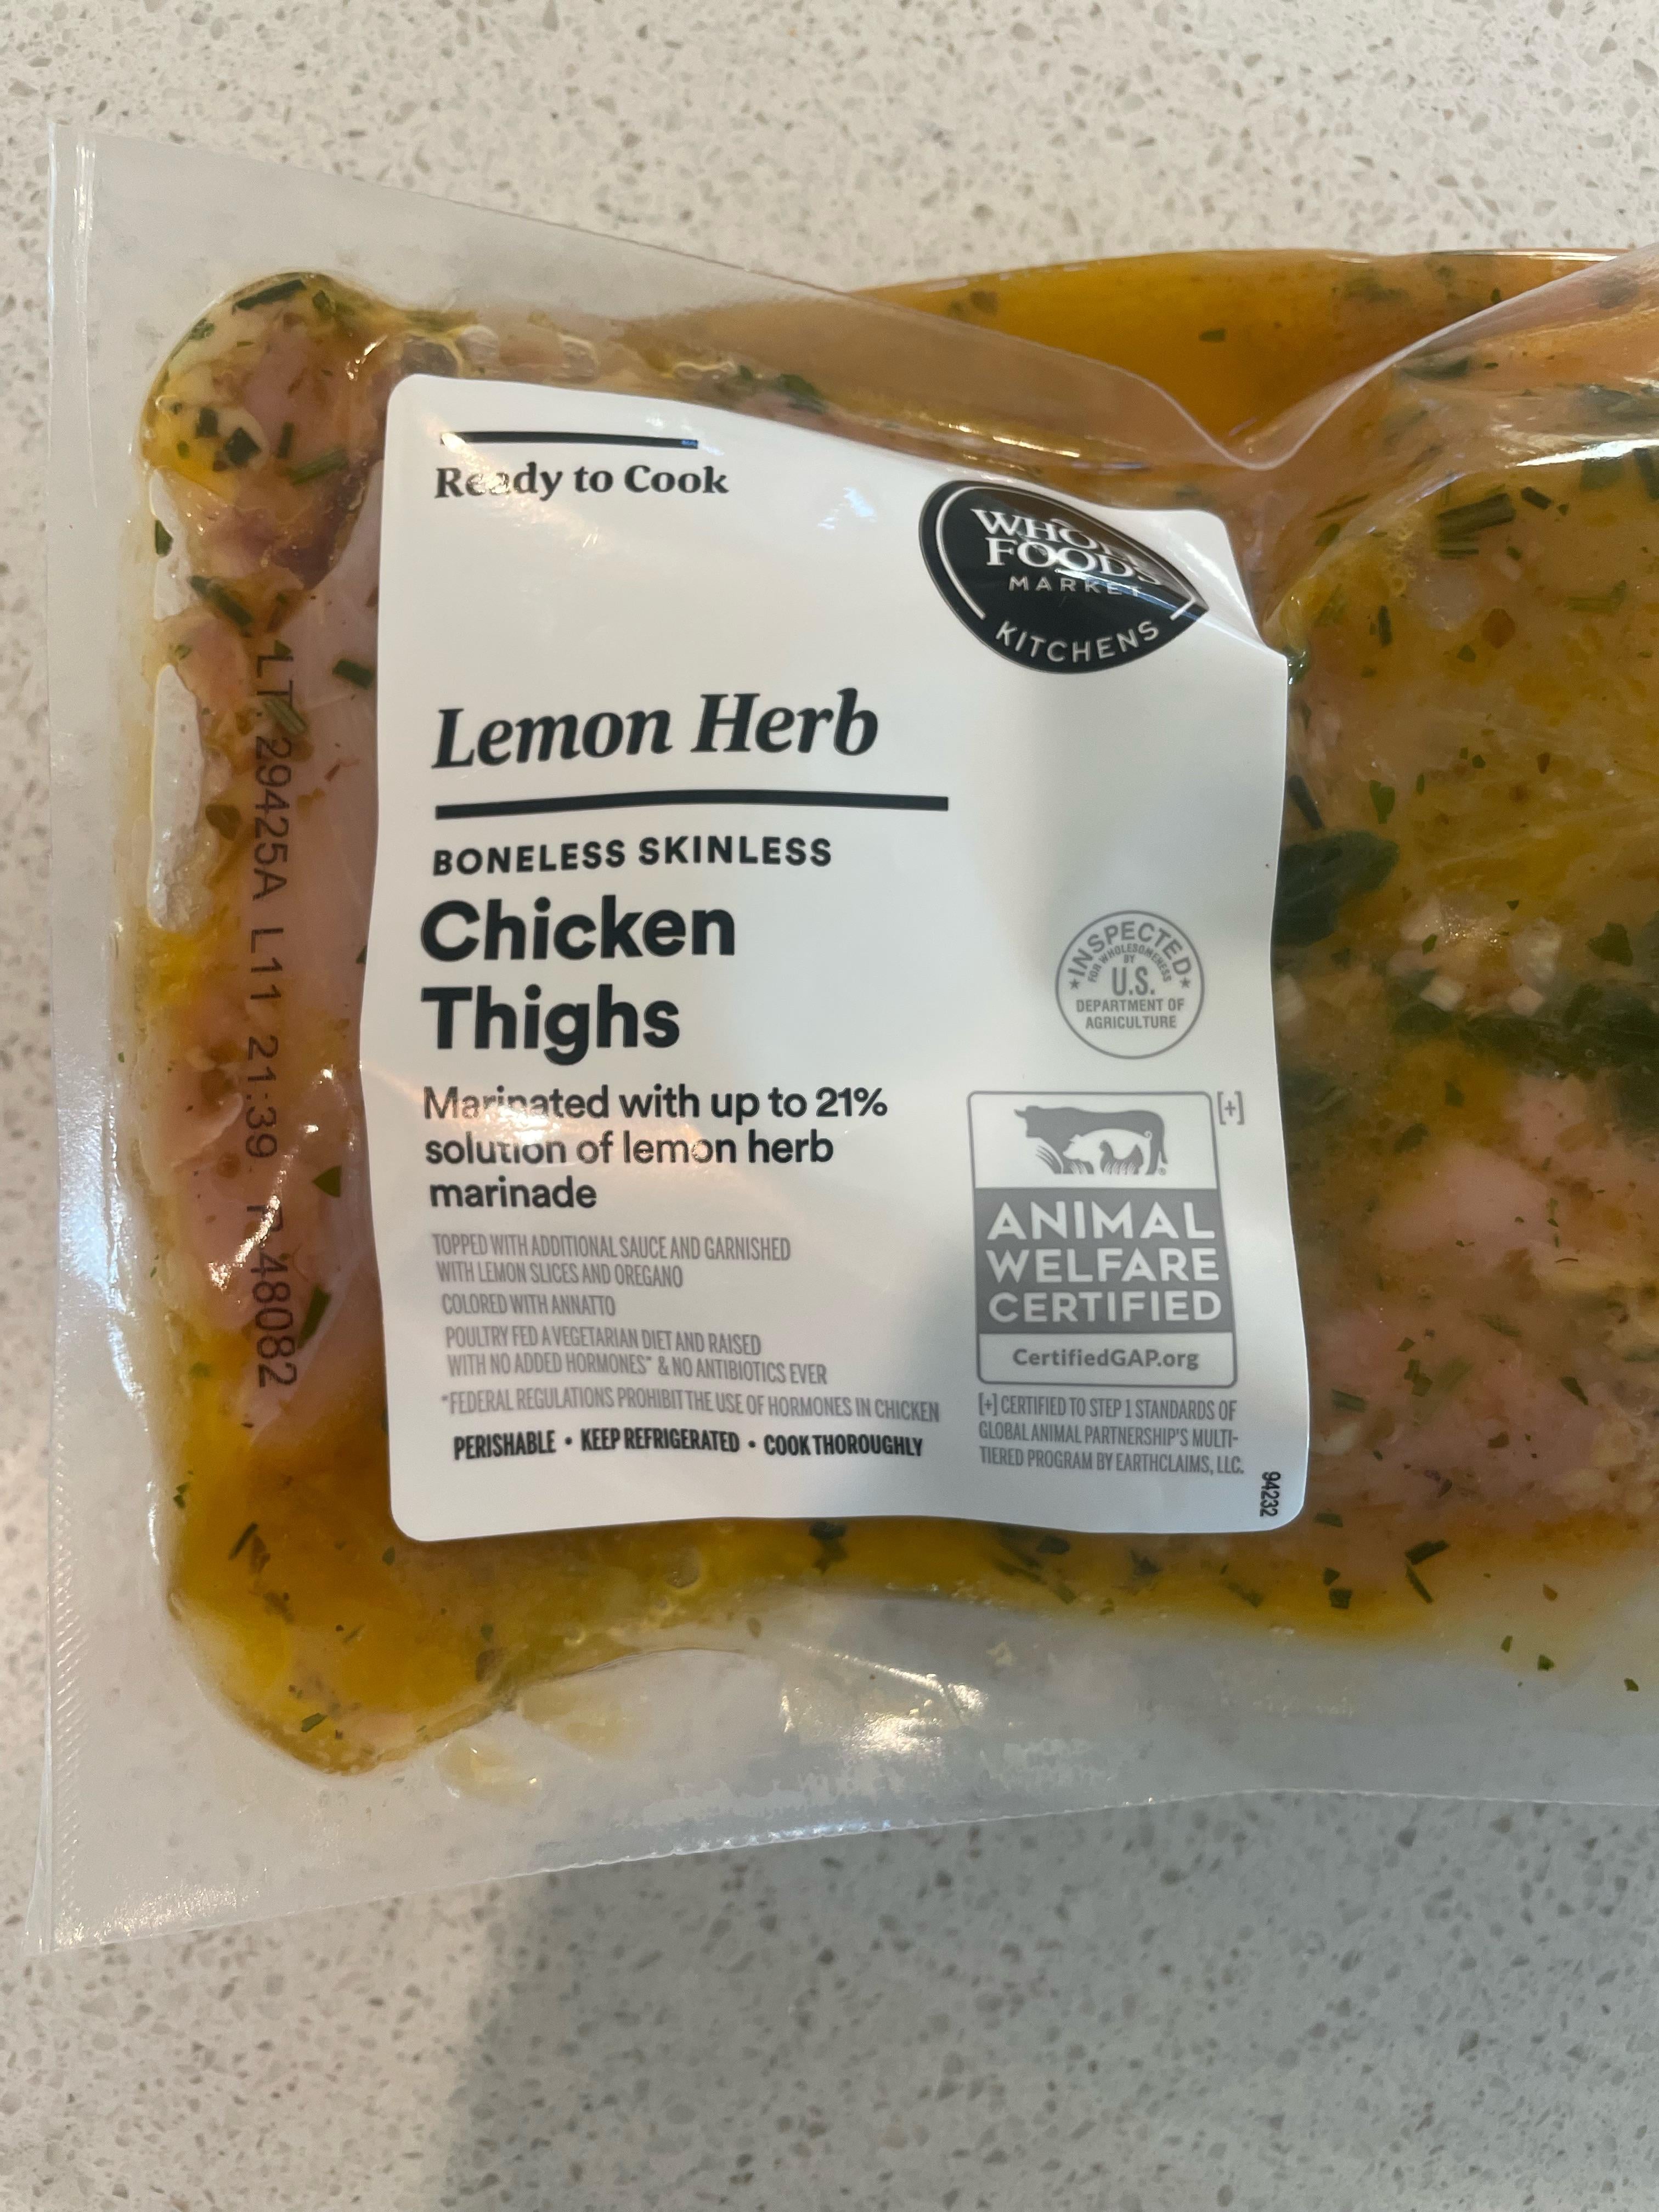 Ready to Cook
WHOLE
FOODS
MARKET
KITCHENS
Lemon Herb
BONELESS SKINLESS
Chicken
Thighs
Marinated with up to 21%
solution of lemon herb
marinade
TOPPED WITH ADDITIONAL SAUCE AND GARNISHED
WITH LEMON SLICES AND OREGANO
COLORED WITH ANNATTO
POULTRY FED A VEGETARIAN DIET AND RAISED
WITH NO ADDED HORMONES* & NO ANTIBIOTICS EVER
*FEDERAL REGULATIONS PROHIBIT THE USE OF HORMONES IN CHICKEN
PERISHABLE • KEEP REFRIGERATED • COOK THOROUGHLY
INSPECTED
FOR WHOLESOMENESS
BY
U.S.
DEPARTMENT OF
AGRICULTURE
[+]
ANIMAL
WELFARE
CERTIFIED
CertifiedGAP.org
[+] CERTIFIED TO STEP 1 STANDARDS OF
GLOBAL ANIMAL PARTNERSHIP'S MULTI-
TIERED PROGRAM BY EARTHCLAIMS, LLC.
94232
29425A L11 21:39 P-48082